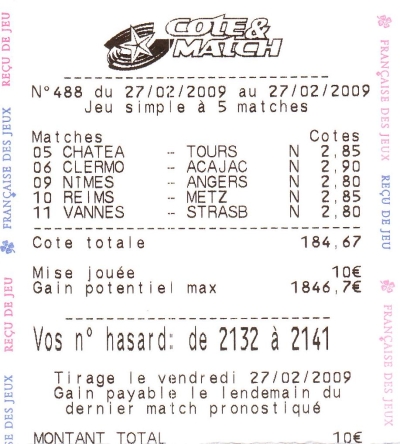 COTE&
MATCH
N°488 du 27/02/2009 au 27/02/2009
Jeu simple à 5 matches
Matches Cotes
05 CHATEA -- TOURS N 2,85
06 CLERMO -- ACAJAC N 2,90
09 NIMES -- ANGERS N 2,80
10 REIMS -- METZ N 2,85
11 VANNES -- STRASB N 2,80
Cote totale 184,67
Mise jouée 10€
Gain potentiel max 1846,7€
Vos n° hasard: de 2132 à 2141
Tirage le vendredi 27/02/2009
Gain payable le lendemain du
dernier match pronostiqué
MONTANT TOTAL 10€
REÇU DE JEU
FRANÇAISE DES JEUX
REÇU DE JEU
SE DES JEUX
FRANÇAISE DES JEUX
REÇU DE JEU
FRANÇAISE DES JEUX